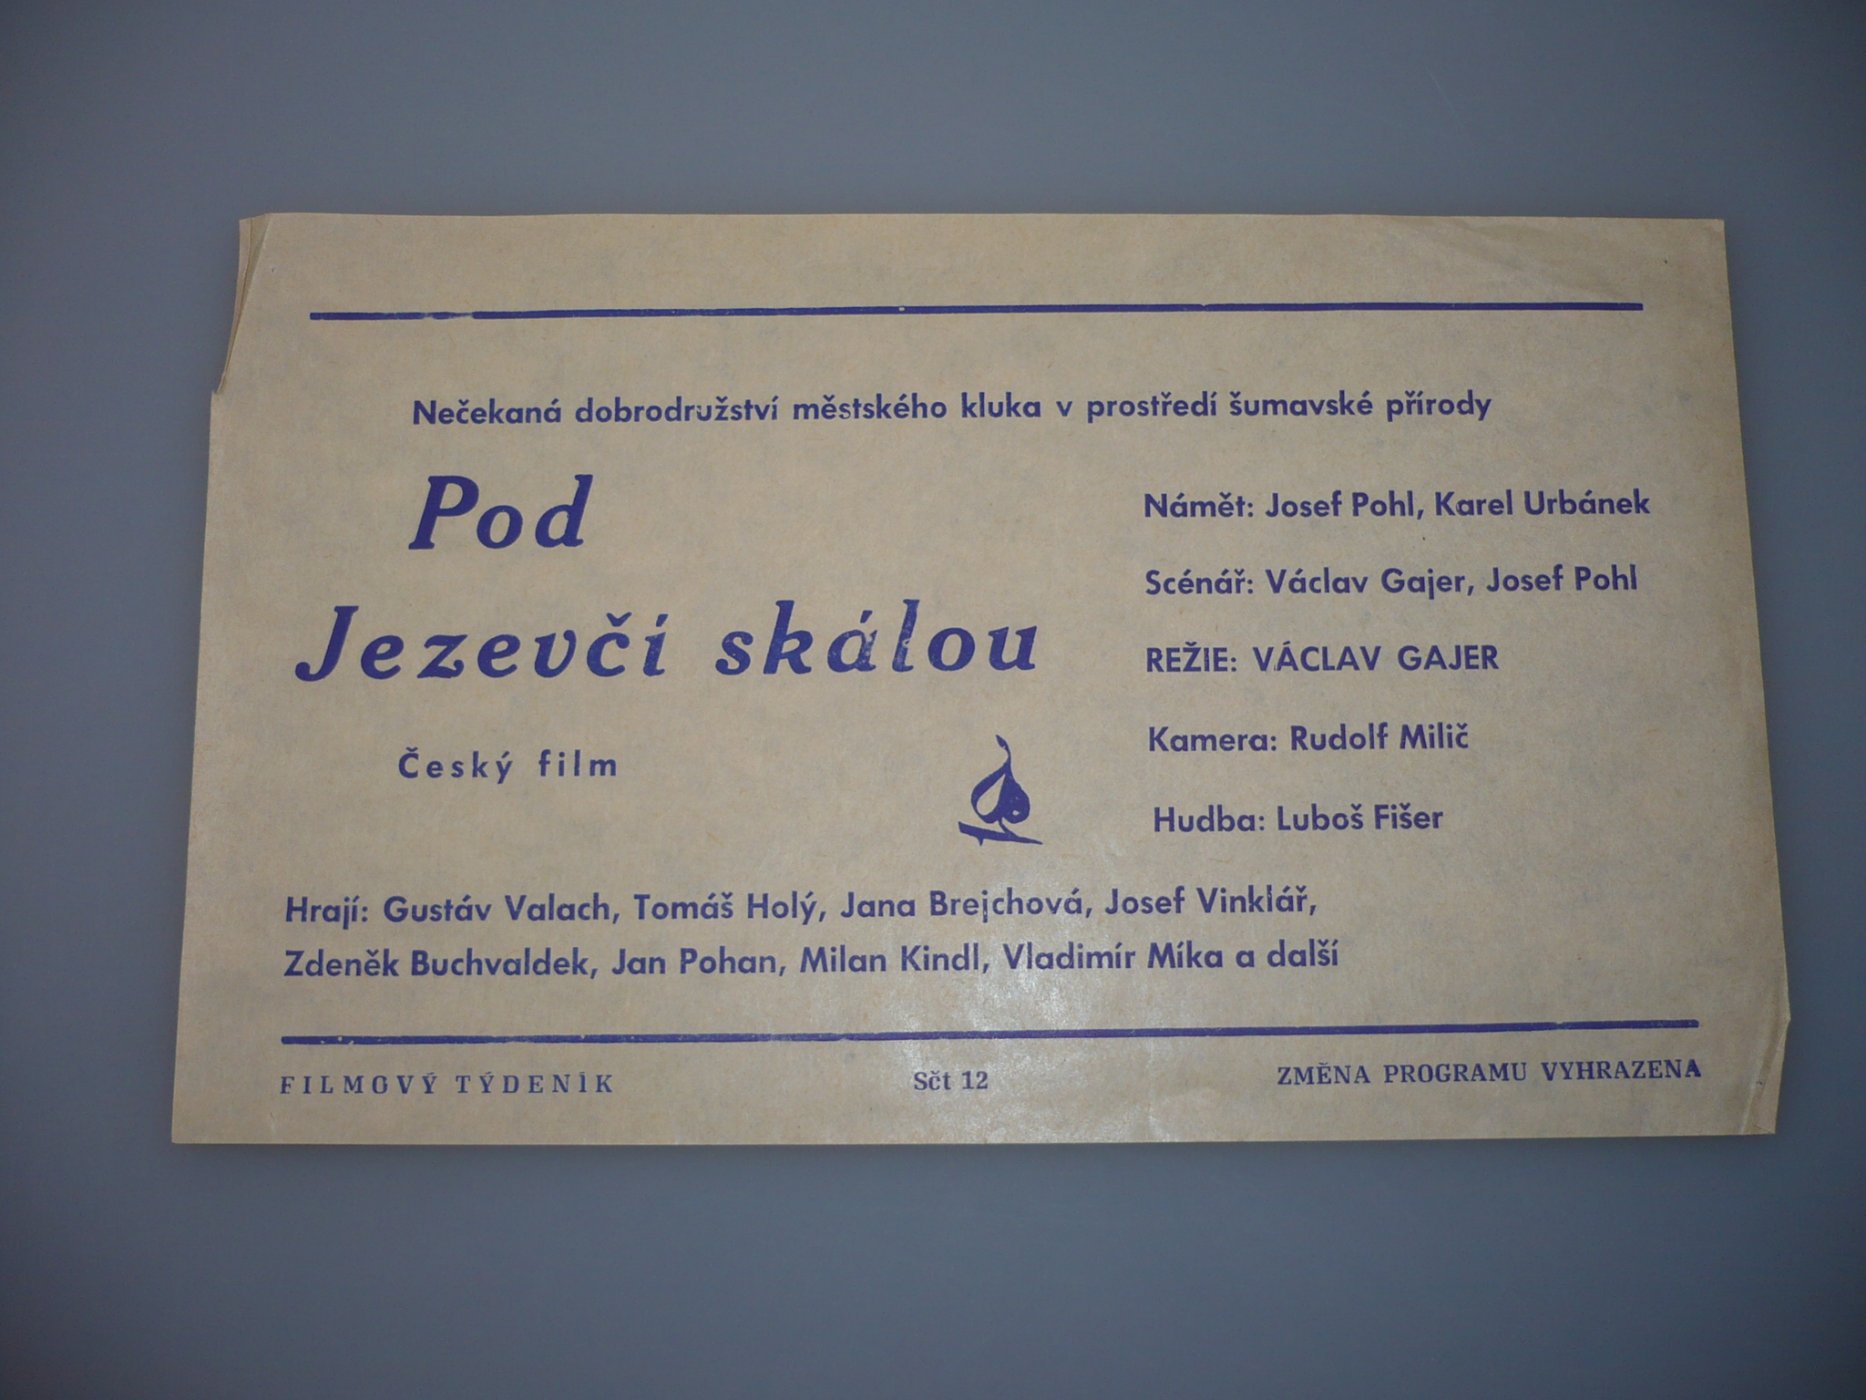 Nečekaná dobrodružství městského kluka v prostředí šumavské přírody
Pod
Jezevčí skálou
Český film
Námět: Josef Pohl, Karel Urbánek
Scénář: Václav Gajer, Josef Pohl
REŽIE: VÁCLAV GAJER
Kamera: Rudolf Milič
Hudba: Luboš Fišer
Hrají: Gustáv Valach, Tomáš Holý, Jana Brejchová, Josef Vinklář,
Zdeněk Buchvaldek, Jan Pohan, Milan Kindl, Vladimír Míka a další
FILMOVÝ TÝDENÍK
Sčt 12
ZMĚNA PROGRAMU VYHRAZENA